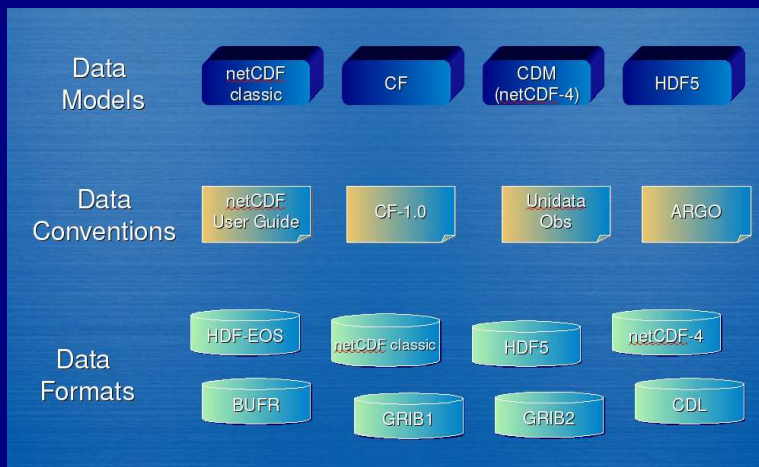 Data
Models
netCDF
classic
CF
CDM
(netCDF-4)
HDF5
Data
Conventions
netCDF
User Guide
CF-1.0
Unidata
Obs
ARGO
Data
Formats
HDF-EOS
netCDF classic
HDF5
netCDF-4
BUFR
GRIB1
GRIB2
CDL